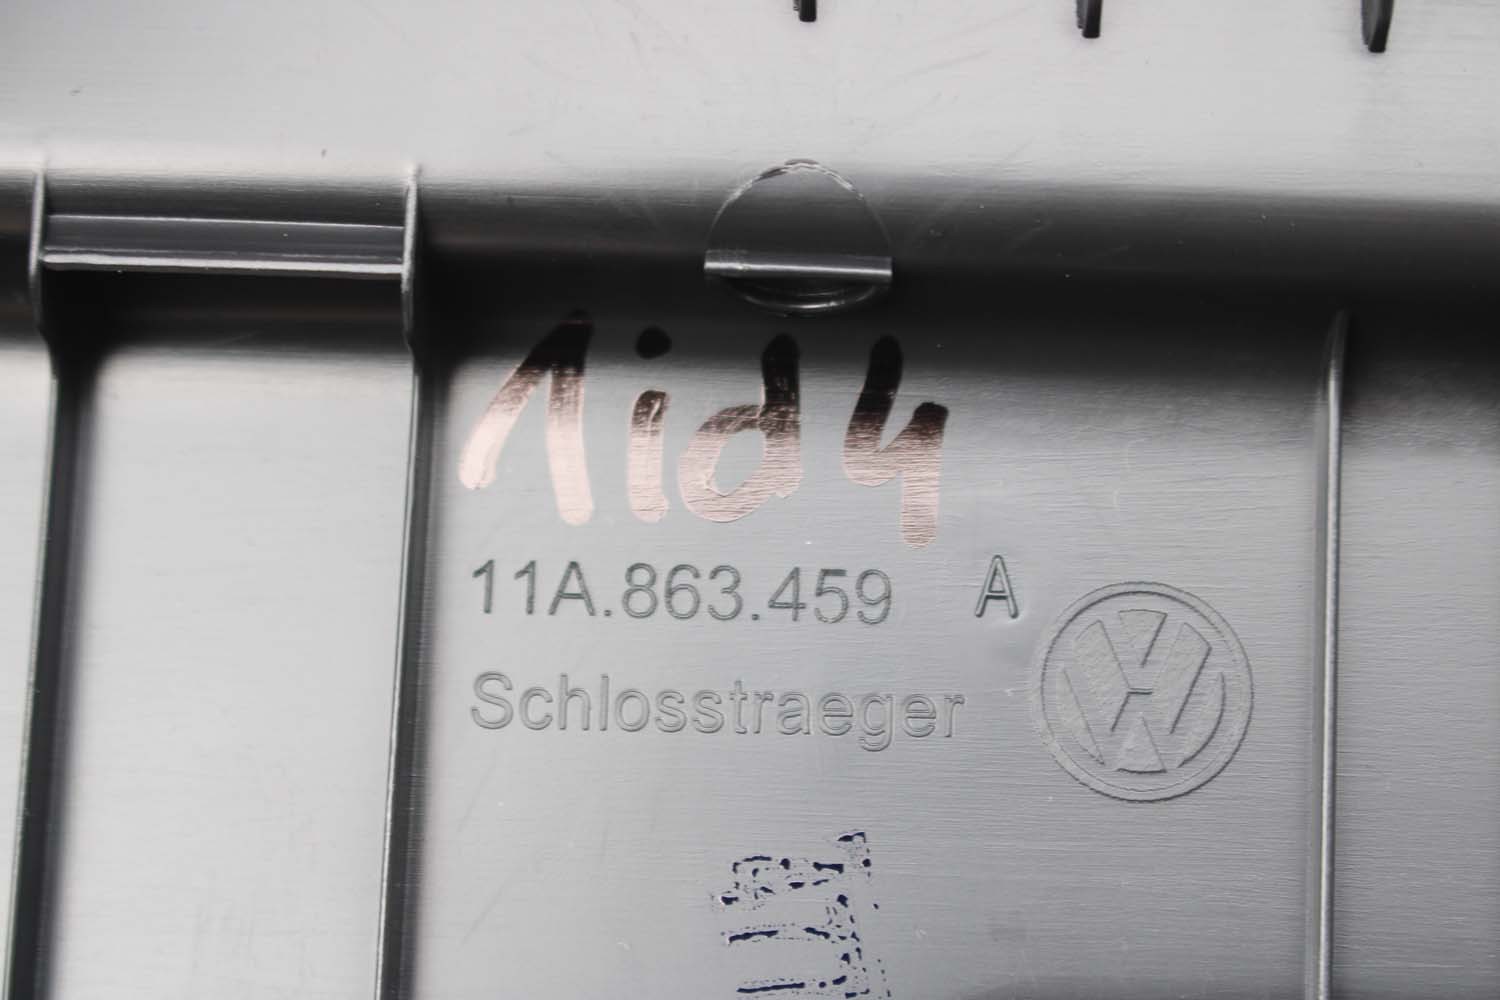 1id4
11A.863.459 A
Schlosstraeger